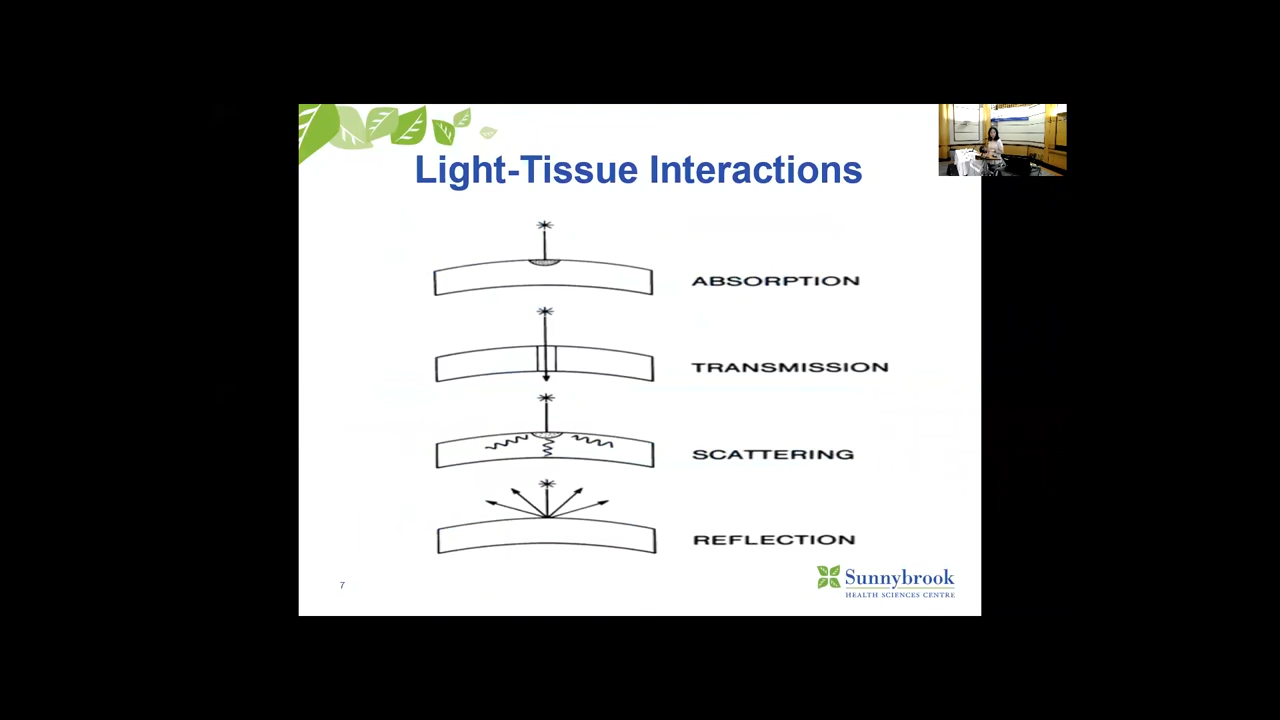 Light-Tissue Interactions
ABSORPTION
TRANSMISSION
SCATTERING
REFLECTION
7
Sunnybrook
HEALTH SCIENCES CENTRE